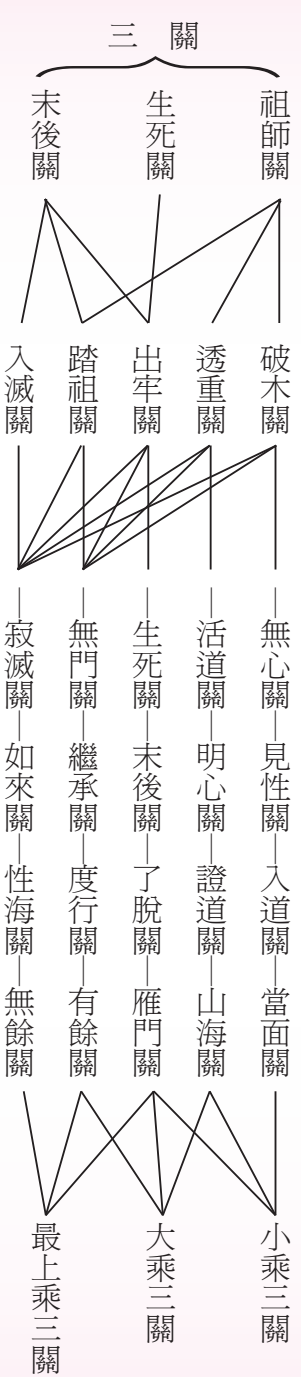 三關
祖師關
生死關
末後關
破木關
透重關
出牢關
踏祖關
入滅關
無心關—見性關—入道關—當面關
活道關—明心關—證道關—山海關
生死關—末後關—了脫關—雁門關
無門關—繼承關—度行關—有餘關
寂滅關—如來關—性海關—無餘關
小乘三關
大乘三關
最上乘三關